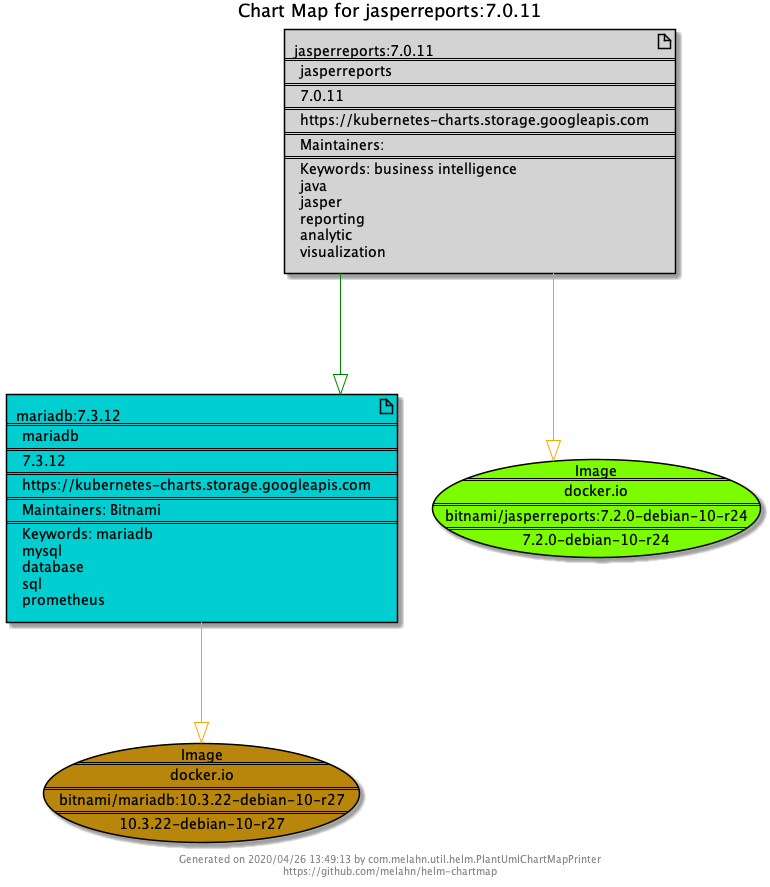 Chart Map for jasperreports:7.0.11
jasperreports:7.0.11
jasperreports
7.0.11
https://kubernetes-charts.storage.googleapis.com
Maintainers:
Keywords: business intelligence
java
jasper
reporting
analytic
visualization
mariadb:7.3.12
mariadb
7.3.12
https://kubernetes-charts.storage.googleapis.com
Maintainers: Bitnami
Keywords: mariadb
mysql
database
sql
prometheus
Image
docker.io
bitnami/jasperreports:7.2.0-debian-10-r24
7.2.0-debian-10-r24
Image
docker.io
bitnami/mariadb:10.3.22-debian-10-r27
10.3.22-debian-10-r27
Generated on 2020/04/26 13:49:13 by com.melahn.util.helm.PlantUmlChartMapPrinter
https://github.com/melahn/helm-chartmap